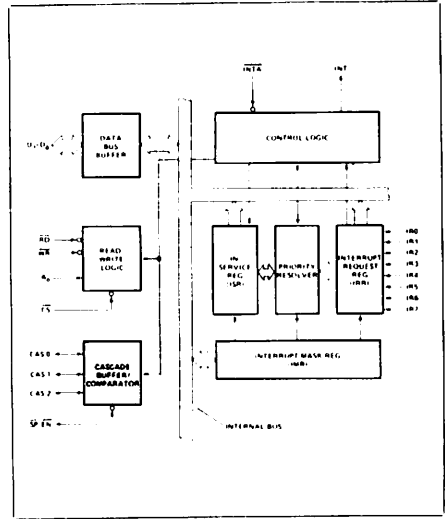 INTA
INT
D7-D0
DATA
BUS
BUFFER
CONTROL LOGIC
RD
WR
A0
CS
READ
WRITE
LOGIC
IN
SERVICE
REG
(ISR)
PRIORITY
RESOLVER
INTERRUPT
REQUEST
REG
(IRR)
IR0
IR1
IR2
IR3
IR4
IR5
IR6
IR7
CAS 0
CAS 1
CAS 2
CASCADE
BUFFER/
COMPARATOR
INTERRUPT MASK REG
(IMR)
SP/EN
INTERNAL BUS